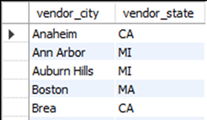 vendor_city vendor_state
Anaheim CA
Ann Arbor MI
Auburn Hills MI
Boston MA
Brea CA